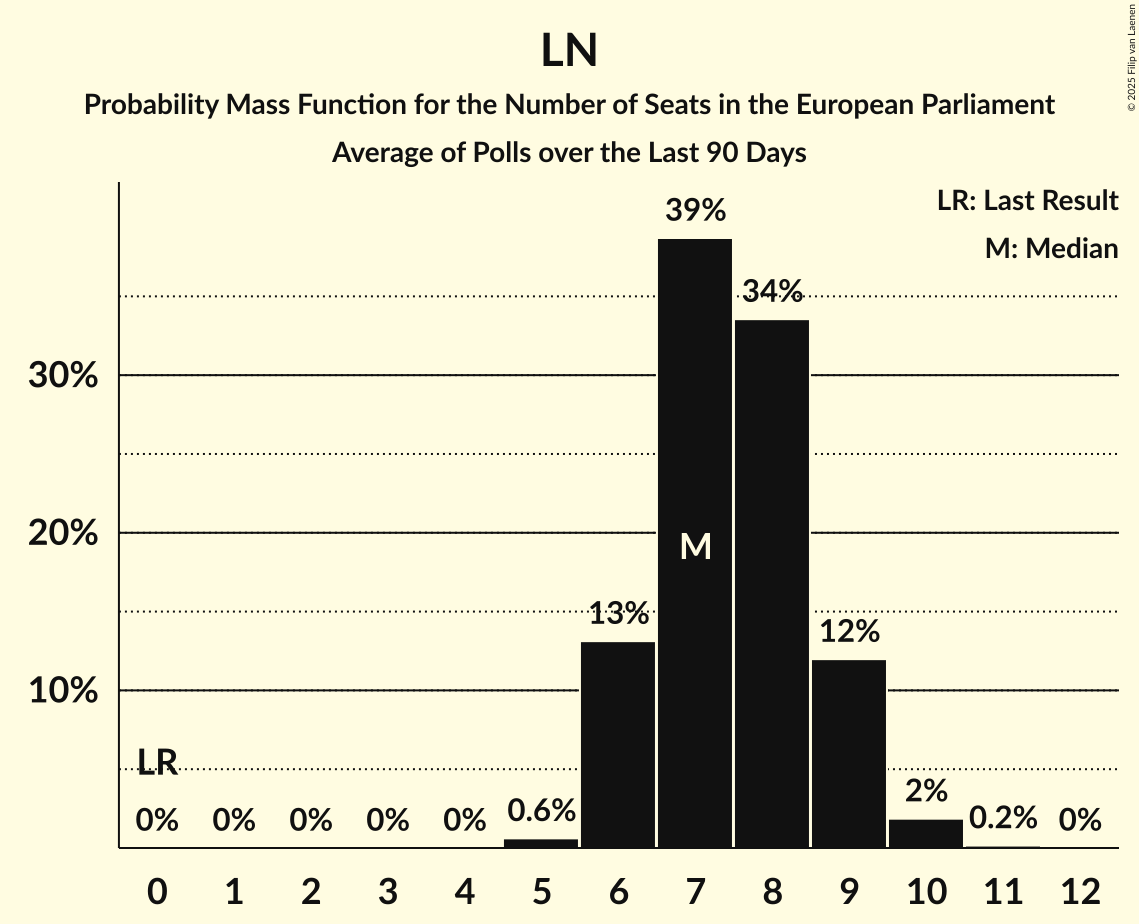 LN
Probability Mass Function for the Number of Seats in the European Parliament
Average of Polls over the Last 90 Days
© 2025 Filip van Laenen
LR: Last Result
M: Median
39%
34%
30%
20%
M
13%
12%
10%
LR
0% 0% 0% 0% 0% 0.6% 2% 0.2% 0%
0 1 2 3 4 5 6 7 8 9 10 11 12